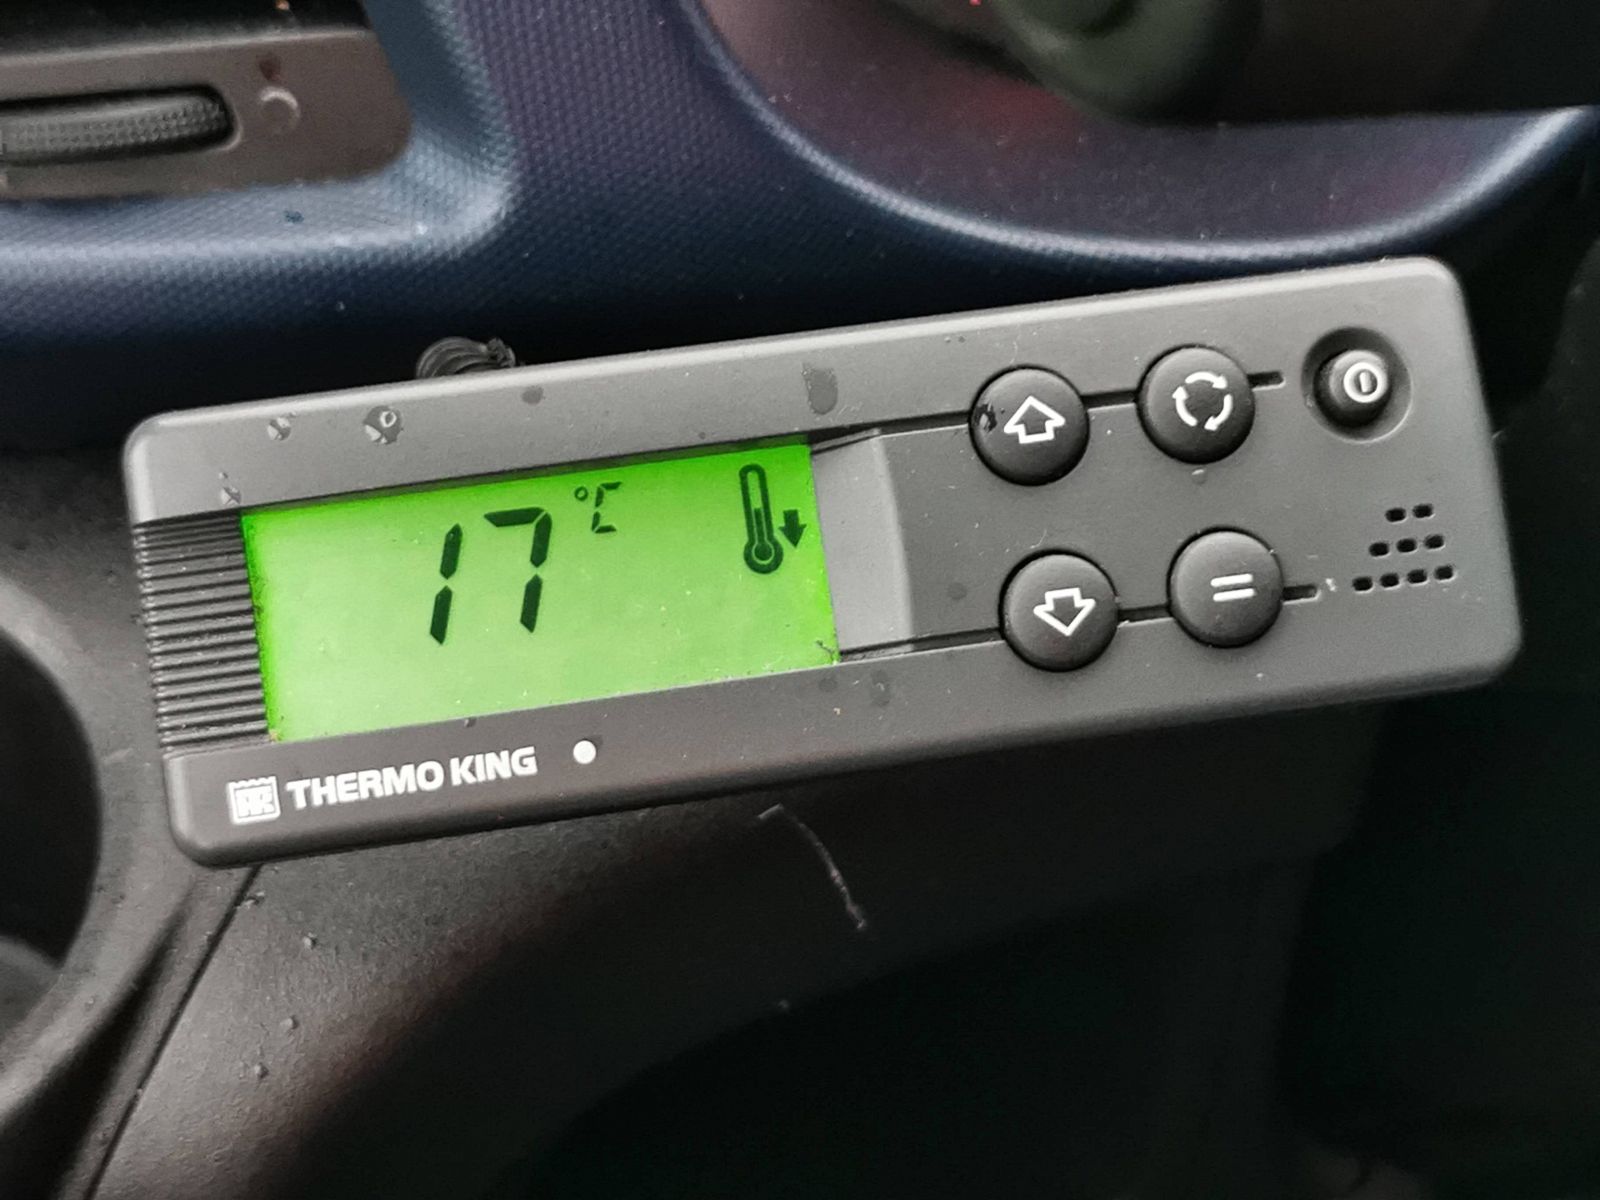 17 °C
THERMO KING